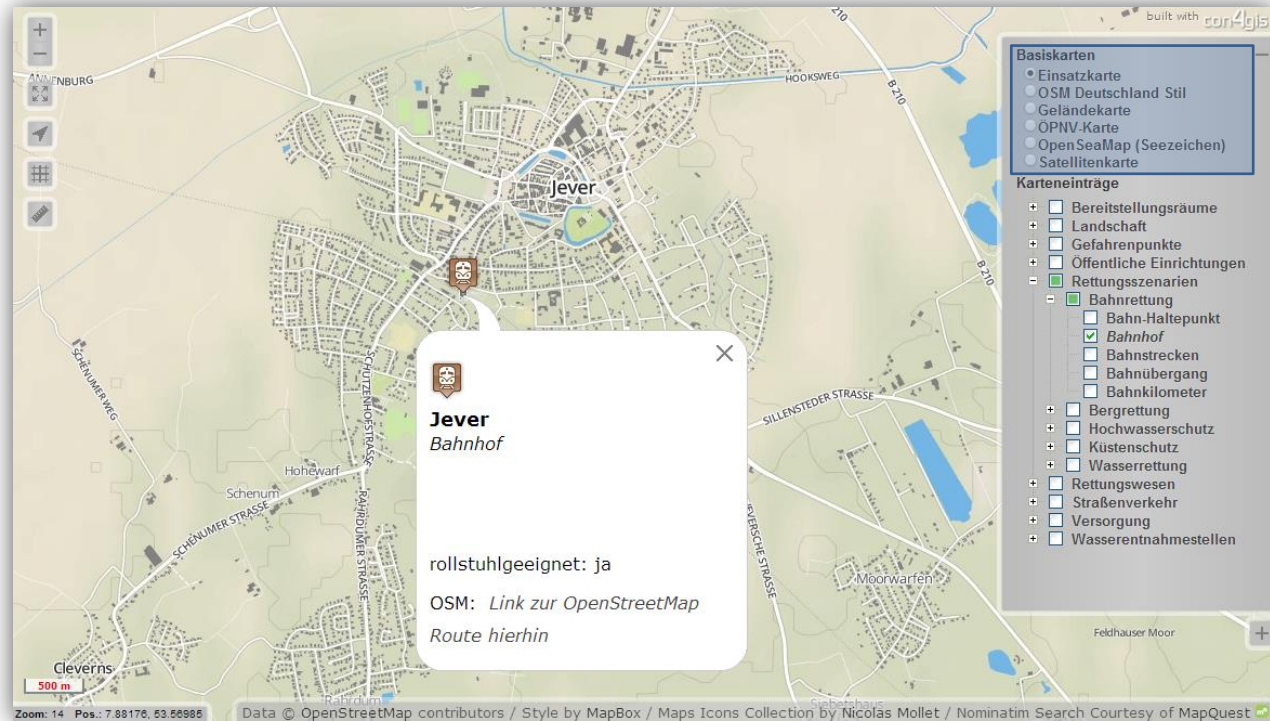 built with con4gis
ANNENBURG
HOOKSWEG
B 210
B 210
Jever
SCHENUMER WEG
SCHÜTZENHOFSTRASSE
SILLENSTEDER STRASSE
Hohewarf
Schenum
SCHENUMER STRASSE
RAHRDUMER STRASSE
JEVERSCHE STRASSE
Moorwarfen
Feldhauser Moor
Cleverns
Rahrdum
Siebetshaus
Jever
Bahnhof
rollstuhlgeeignet: ja
OSM: Link zur OpenStreetMap
Route hierhin
Basiskarten
Einsatzkarte
OSM Deutschland Stil
Geländekarte
ÖPNV-Karte
OpenSeaMap (Seezeichen)
Satellitenkarte
Karteneinträge
Bereitstellungsräume
Landschaft
Gefahrenpunkte
Öffentliche Einrichtungen
Rettungsszenarien
Bahnrettung
Bahn-Haltepunkt
Bahnhof
Bahnstrecken
Bahnübergang
Bahnkilometer
Bergrettung
Hochwasserschutz
Küstenschutz
Wasserrettung
Rettungswesen
Straßenverkehr
Versorgung
Wasserentnahmestellen
500 m
Zoom: 14 Pos.: 7.88176, 53.56985
Data © OpenStreetMap contributors / Style by MapBox / Maps Icons Collection by Nicolas Mollet / Nominatim Search Courtesy of MapQuest